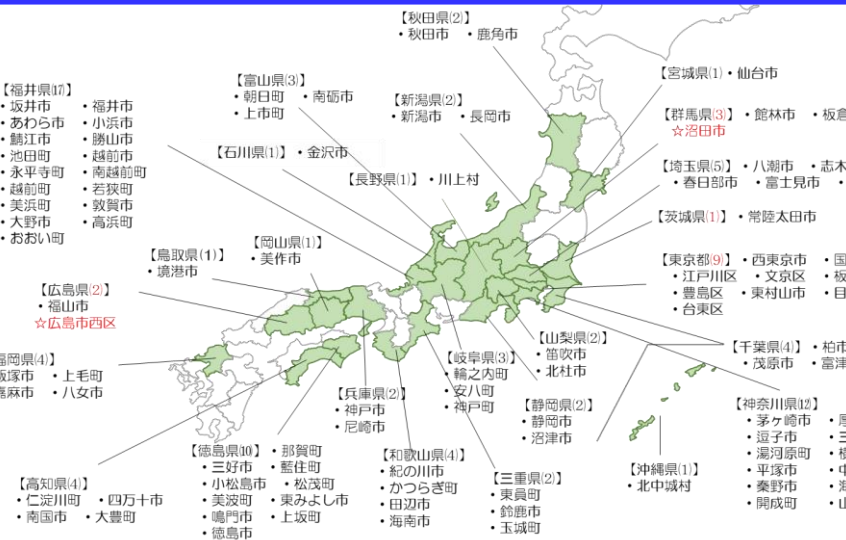 【秋田県(2)】
・秋田市　・鹿角市
【宮城県(1)・仙台市
【富山県(3)】
・朝日町　・南砺市
・上市町
【新潟県(2)】
・新潟市　・長岡市
【群馬県(3)】・館林市　・板倉
☆沼田市
【福井県(17)】
・坂井市　・福井市
・あわら市　・小浜市
・鯖江市　・勝山市
・池田町　・越前市
・永平寺町　・南越前町
・越前町　・若狭町
・美浜町　・敦賀市
・大野市　・高浜町
・おおい町
【石川県(1)】・金沢市
【長野県(1)】・川上村
【埼玉県(5)】・八潮市　・志木
・春日部市　・富士見市　・
【茨城県(1)】・常陸太田市
【鳥取県(1)】
・境港市
【岡山県(1)】
・美作市
【東京都(9)】・西東京市　・国
・江戸川区　・文京区　・板
・豊島区　・東村山市　・目
・台東区
【広島県(2)】
・福山市
☆広島市西区
福岡県(4)】
飯塚市　・上毛町
嘉麻市　・八女市
【山梨県(2)】
・笛吹市
・北杜市
【千葉県(4)】・柏市
・茂原市　・富津
【岐阜県(3)】
・輪之内町
・安八町
・神戸町
【兵庫県(2)】
・神戸市
・尼崎市
【静岡県(2)】
・静岡市
・沼津市
【神奈川県(12)】
・茅ヶ崎市　・厚
・逗子市　・三
・湯河原町　・
・平塚市　・中
・秦野市　・海
・開成町　・山
【徳島県(10)】・那賀町
・三好市　・藍住町
・小松島市　・松茂町
・美波町　・東みよし市
・鳴門市　・上坂町
・徳島市
【和歌山県(4)】
・紀の川市
・かつらぎ町
・田辺市
・海南市
【三重県(2)】
・東員町
・鈴鹿市
・玉城町
【沖縄県(1)】
・北中城村
【高知県(4)】
・仁淀川町　・四万十市
・南国市　・大豊町